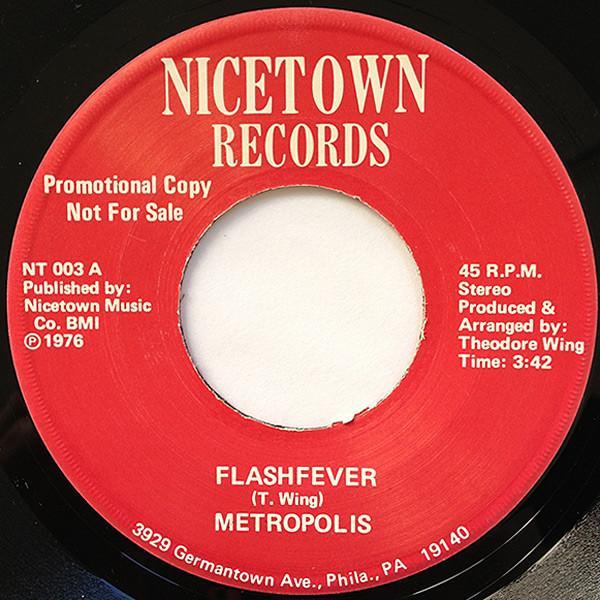 NICETOWN
RECORDS
Promotional Copy
Not For Sale
NT 003 A
Published by:
Nicetown Music
Co. BMI
℗1976
45 R.P.M.
Stereo
Produced &
Arranged by:
Theodore Wing
Time: 3:42
FLASHFEVER
(T. Wing)
METROPOLIS
3929 Germantown Ave., Phila., PA 19140